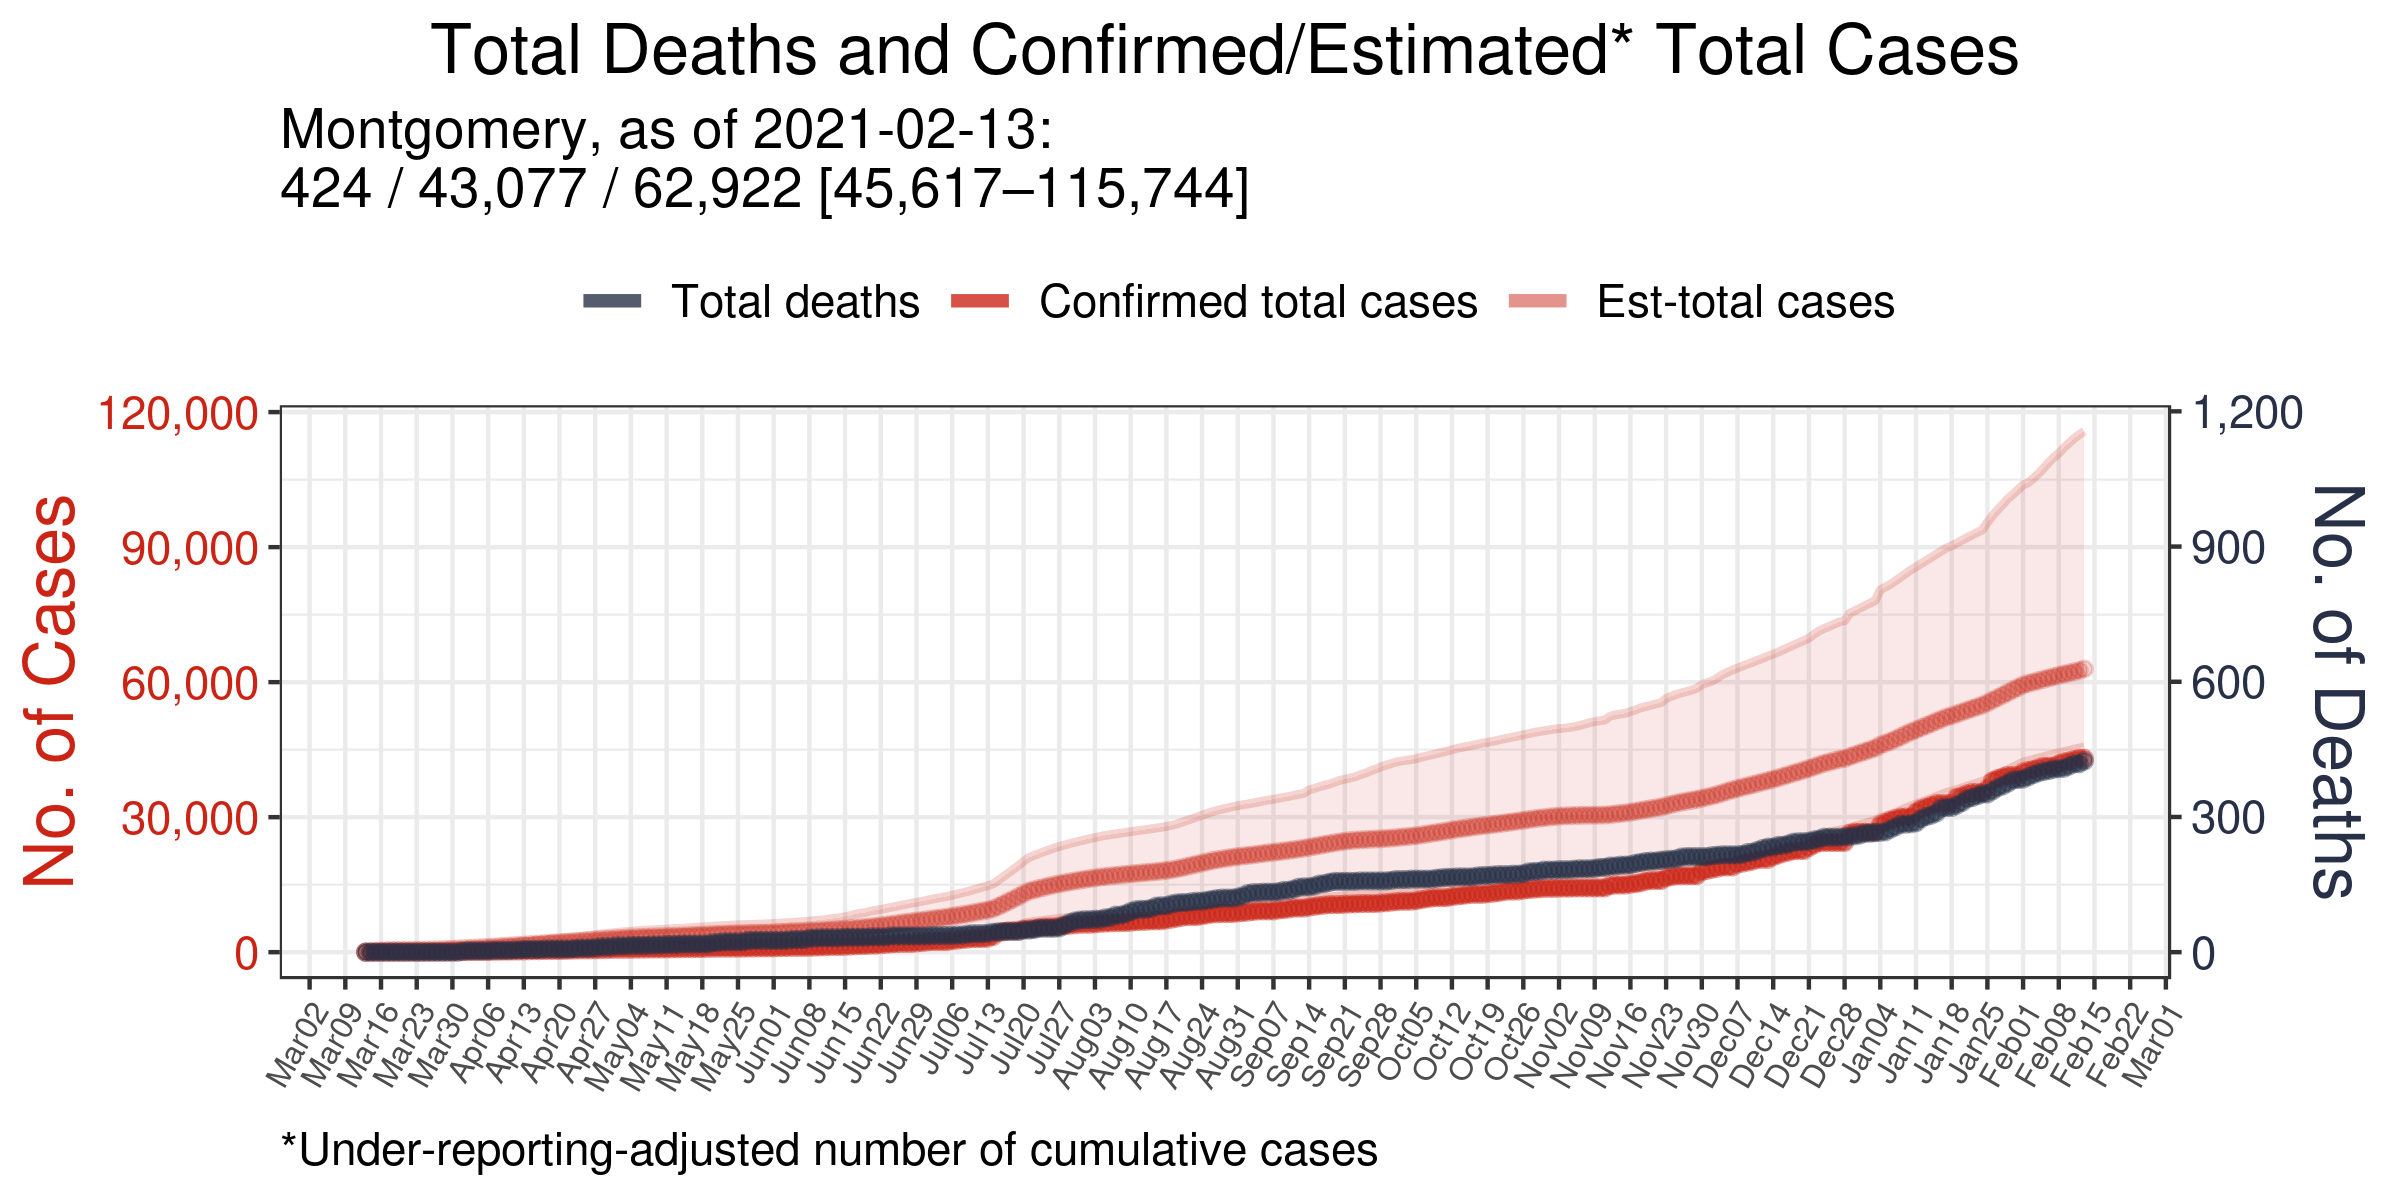 Total Deaths and Confirmed/Estimated* Total Cases
Montgomery, as of 2021-02-13:
424 / 43,077 / 62,922 [45,617–115,744]
Total deaths
Confirmed total cases
Est-total cases
No. of Cases
120,000
90,000
60,000
30,000
0
1,200
900
600
300
0
No. of Deaths
Mar02
Mar09
Mar16
Mar23
Mar30
Apr06
Apr13
Apr20
Apr27
May04
May11
May18
May25
Jun01
Jun08
Jun15
Jun22
Jun29
Jul06
Jul13
Jul20
Jul27
Aug03
Aug10
Aug17
Aug24
Aug31
Sep07
Sep14
Sep21
Sep28
Oct05
Oct12
Oct19
Oct26
Nov02
Nov09
Nov16
Nov23
Nov30
Dec07
Dec14
Dec21
Dec28
Jan04
Jan11
Jan18
Jan25
Feb01
Feb08
Feb15
Feb22
Mar01
*Under-reporting-adjusted number of cumulative cases